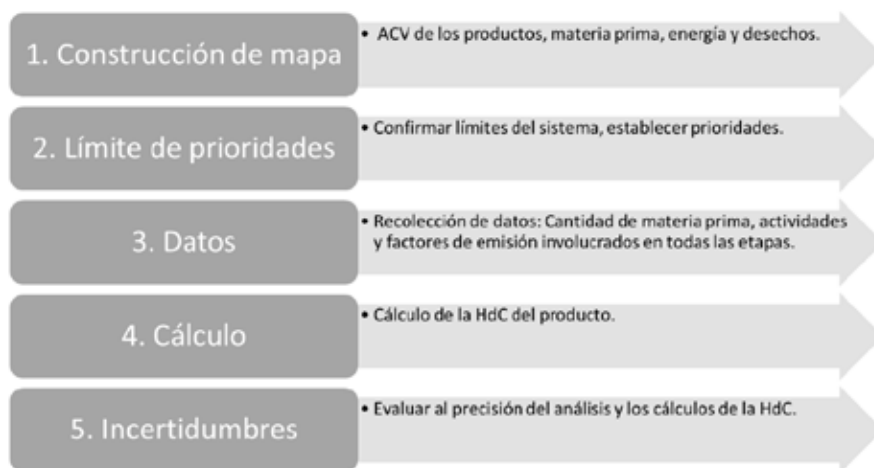 1. Construcción de mapa
• ACV de los productos, materia prima, energía y desechos.
2. Límite de prioridades
• Confirmar límites del sistema, establecer prioridades.
3. Datos
• Recolección de datos: Cantidad de materia prima, actividades
y factores de emisión involucrados en todas las etapas.
4. Cálculo
• Cálculo de la HdC del producto.
5. Incertidumbres
• Evaluar al precisión del análisis y los cálculos de la HdC.